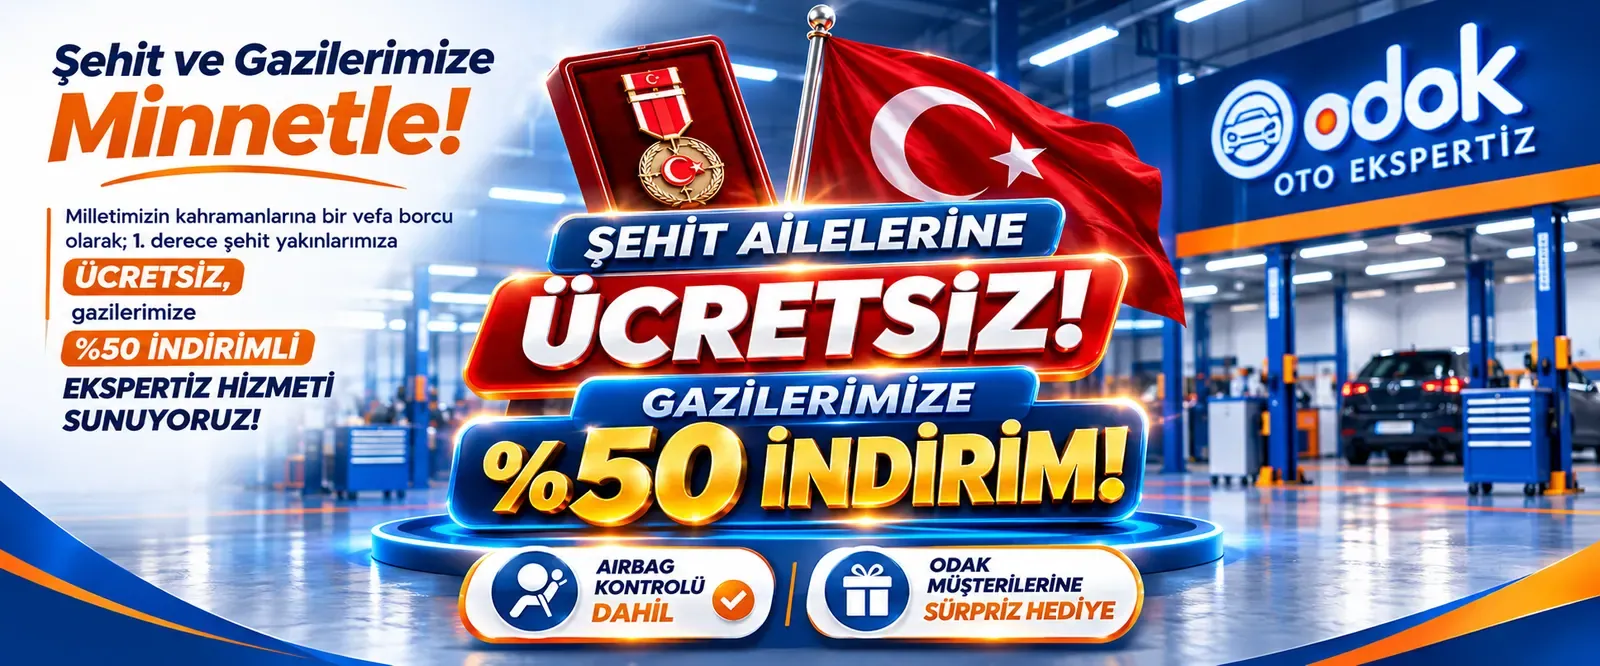 Şehit ve Gazilerimize
Minnetle!
Milletimizin kahramanlarına bir vefa borcu
olarak; 1. derece şehit yakınlarımıza
ÜCRETSİZ,
gazilerimize
%50 İNDİRİMLİ
EKSPERTİZ HİZMETİ
SUNUYORUZ!
ŞEHİT AİLELERİNE
ÜCRETSİZ!
GAZİLERİMİZE
%50 İNDİRİM!
AIRBAG
KONTROLÜ
DAHİL
ODAK
MÜŞTERİLERİNE
SÜRPRİZ HEDİYE
odok
OTO EKSPERTİZ